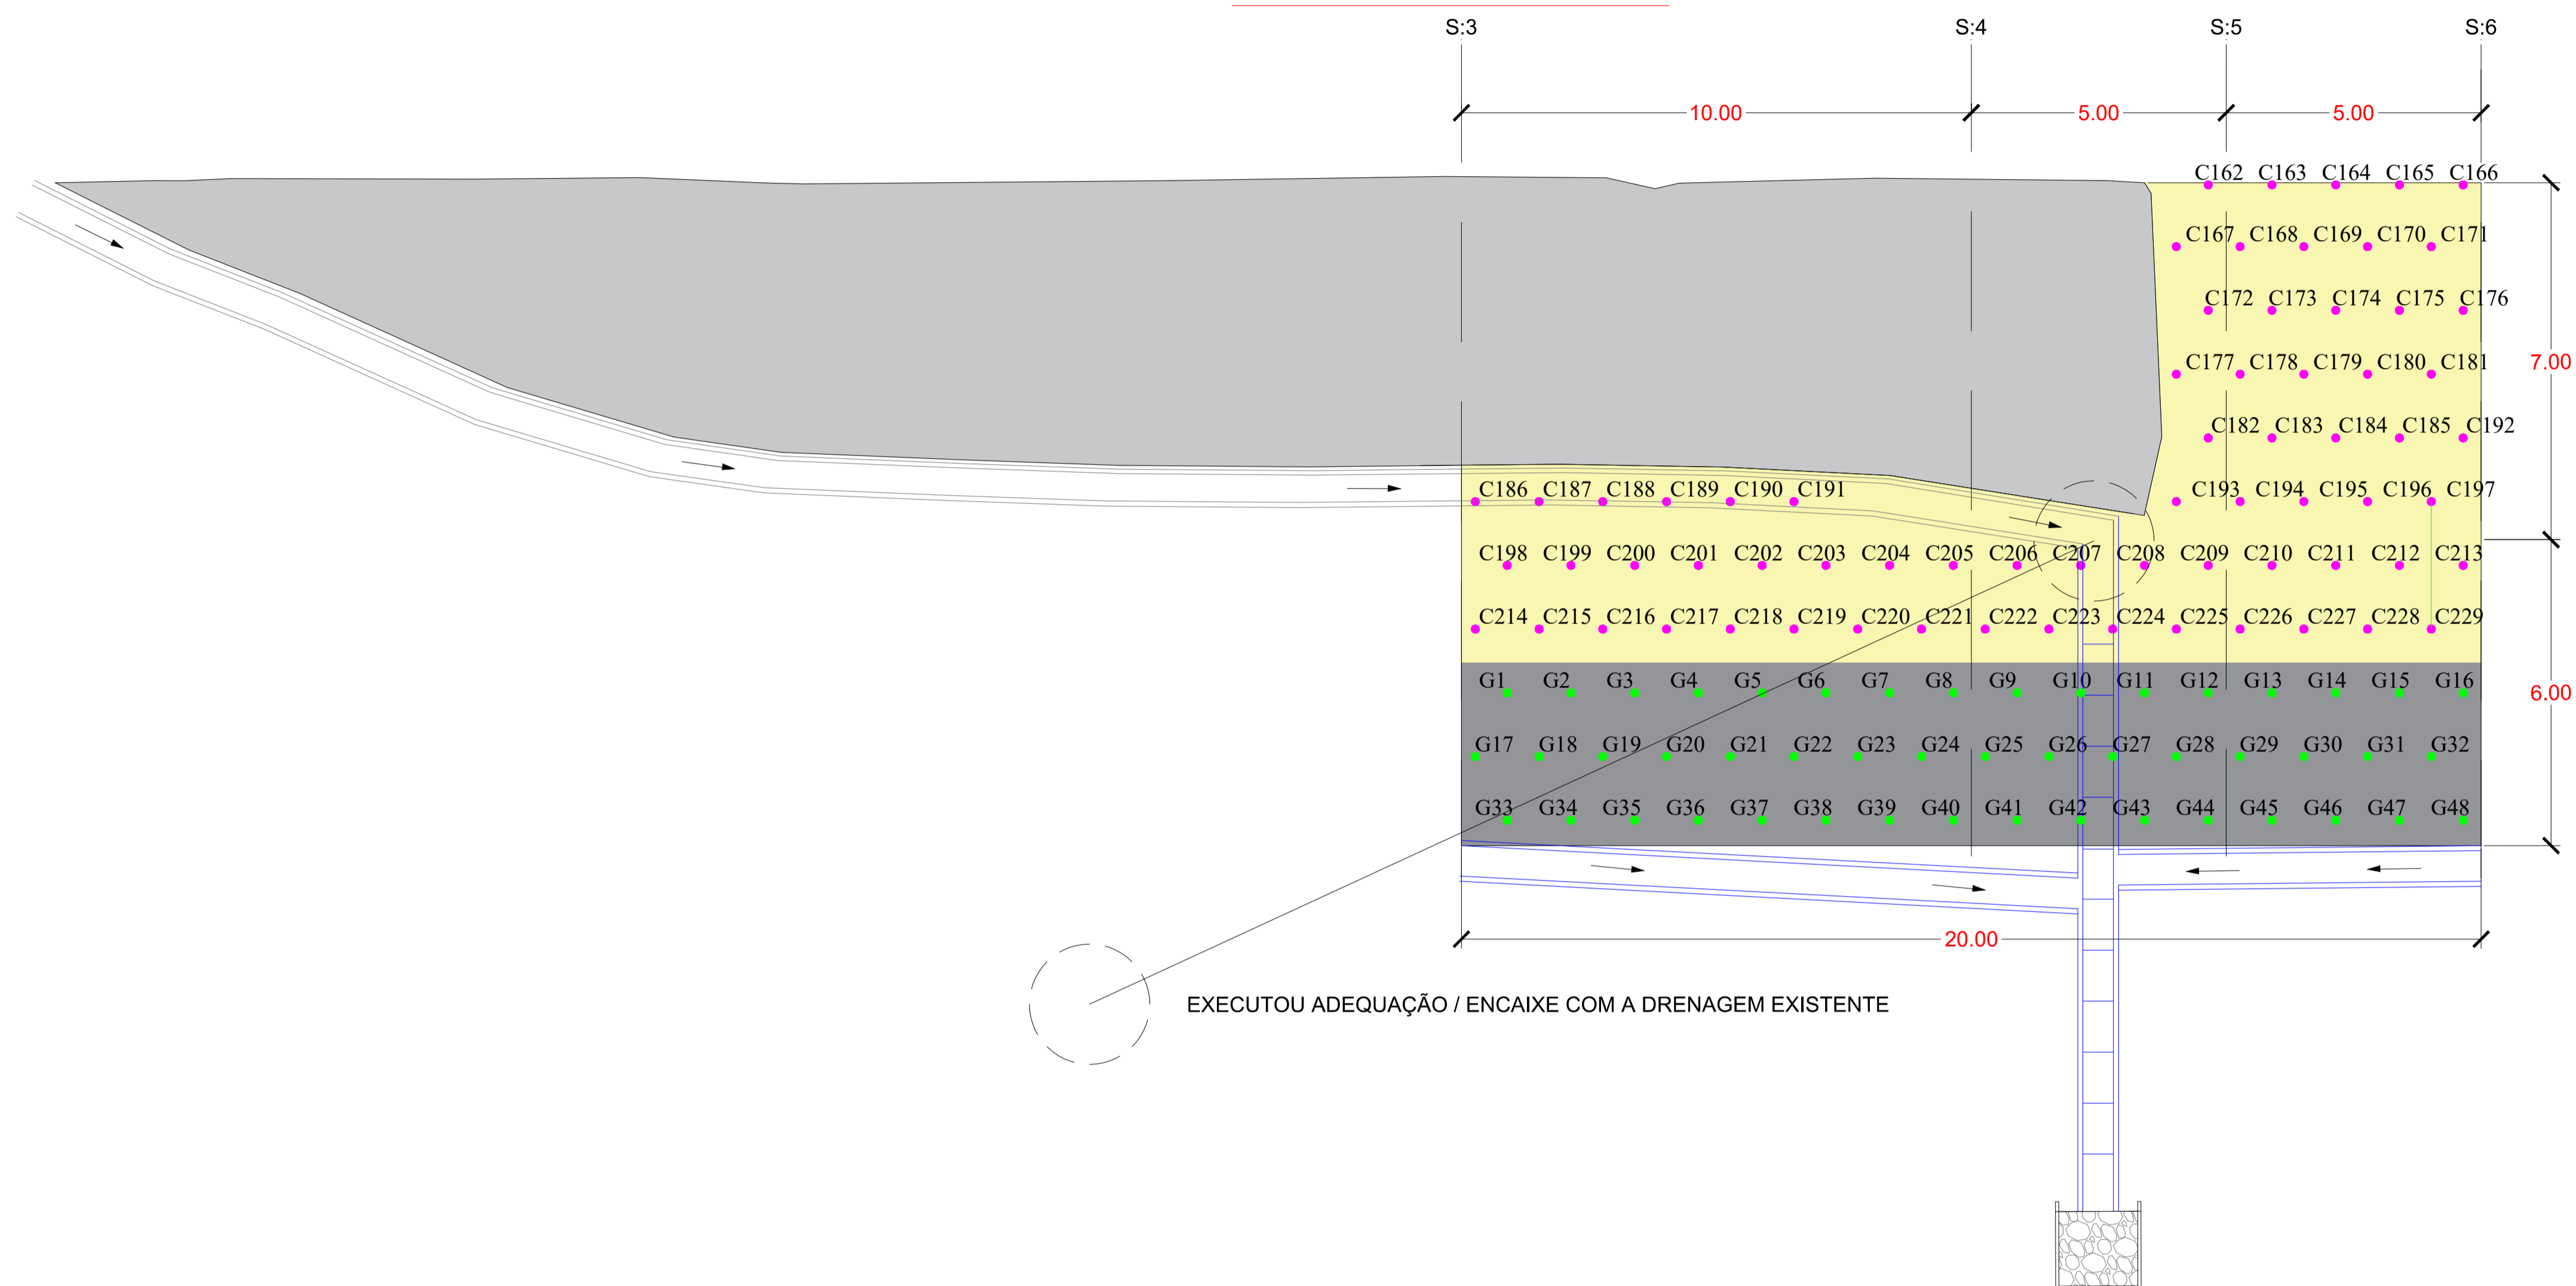 S:3 S:4 S:5 S:6
10.00 5.00 5.00
C162 C163 C164 C165 C166
C167 C168 C169 C170 C171
C172 C173 C174 C175 C176
C177 C178 C179 C180 C181
7.00
C182 C183 C184 C185 C192
C186 C187 C188 C189 C190 C191 C193 C194 C195 C196 C197
C198 C199 C200 C201 C202 C203 C204 C205 C206 C207 C208 C209 C210 C211 C212 C213
C214 C215 C216 C217 C218 C219 C220 C221 C222 C223 C224 C225 C226 C227 C228 C229
G1 G2 G3 G4 G5 G6 G7 G8 G9 G10 G11 G12 G13 G14 G15 G16
6.00
G17 G18 G19 G20 G21 G22 G23 G24 G25 G26 G27 G28 G29 G30 G31 G32
G33 G34 G35 G36 G37 G38 G39 G40 G41 G42 G43 G44 G45 G46 G47 G48
20.00
EXECUTOU ADEQUAÇÃO / ENCAIXE COM A DRENAGEM EXISTENTE